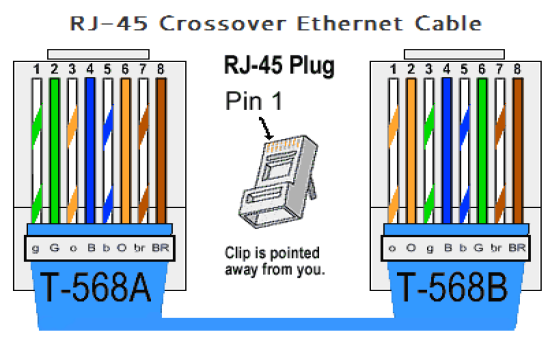 RJ-45 Crossover Ethernet Cable
1 2 3 4 5 6 7 8
g G o B b O br BR
T-568A
RJ-45 Plug
Pin 1
Clip is pointed
away from you.
1 2 3 4 5 6 7 8
o O g B b G br BR
T-568B